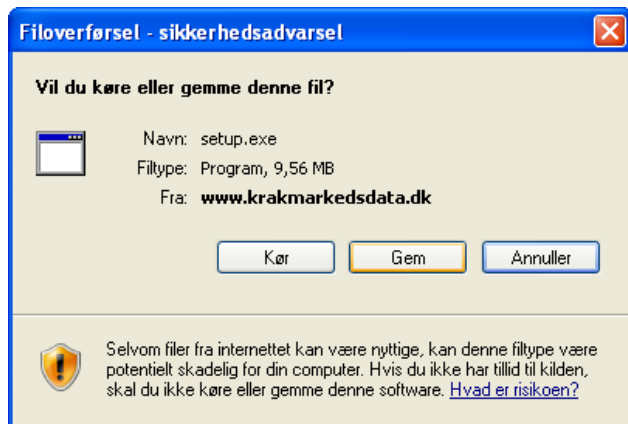 Filoverførsel - sikkerhedsadvarsel
Vil du køre eller gemme denne fil?
Navn: setup.exe
Filtype: Program, 9,56 MB
Fra: www.krakmarkedsdata.dk
Kør Gem Annuller
Selvom filer fra internettet kan være nyttige, kan denne filtype være
potentielt skadelig for din computer. Hvis du ikke har tillid til kilden,
skal du ikke køre eller gemme denne software. Hvad er risikoen?